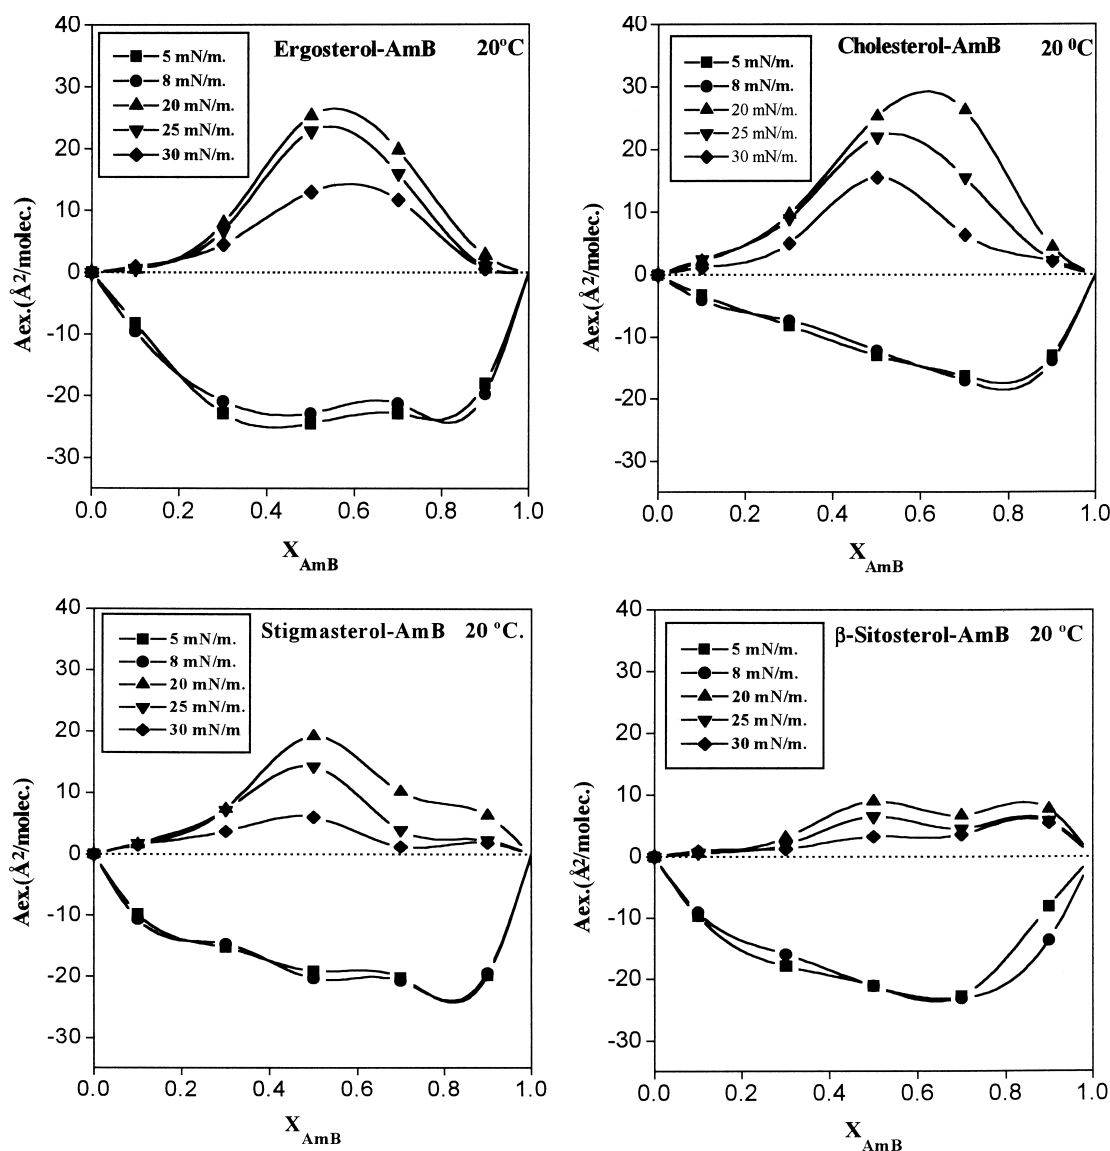 Ergosterol-AmB 20°C
5 mN/m.
8 mN/m.
20 mN/m.
25 mN/m.
30 mN/m.
40
30
20
10
0
-10
-20
-30
Aex.(Å²/molec.)
0.0 0.2 0.4 0.6 0.8 1.0
X AmB
Cholesterol-AmB 20 ⁰C
5 mN/m.
8 mN/m.
20 mN/m.
25 mN/m.
30 mN/m.
40
30
20
10
0
-10
-20
-30
Aex.(Å²/molec.)
0.0 0.2 0.4 0.6 0.8 1.0
X AmB
Stigmasterol-AmB 20 ºC.
5 mN/m.
8 mN/m.
20 mN/m.
25 mN/m.
30 mN/m
40
30
20
10
0
-10
-20
-30
Aex.(Å²/molec.)
0.0 0.2 0.4 0.6 0.8 1.0
X AmB
β-Sitosterol-AmB 20 °C
5 mN/m.
8 mN/m.
20 mN/m.
25 mN/m.
30 mN/m.
40
30
20
10
0
-10
-20
-30
Aex.(Å²/molec.)
0.0 0.2 0.4 0.6 0.8 1.0
X AmB